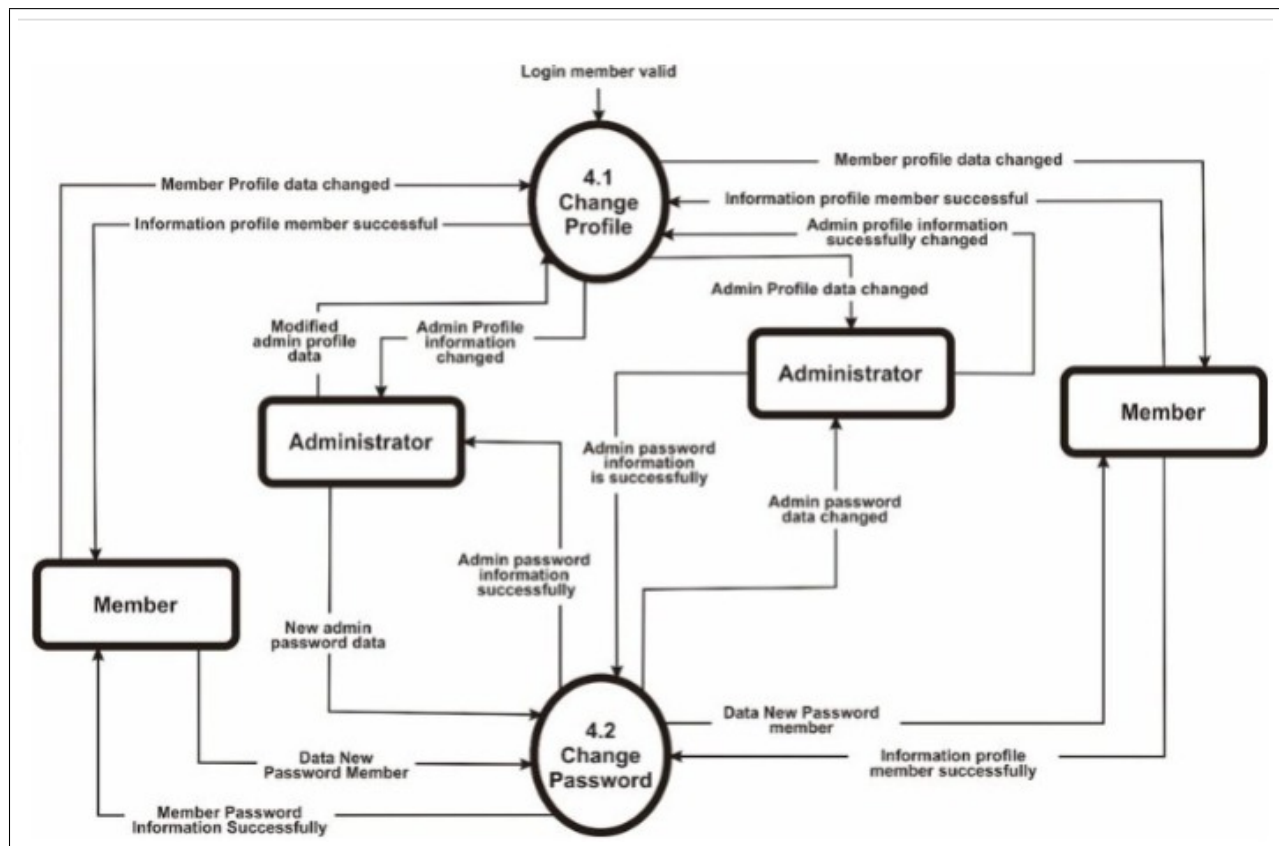 Login member valid
4.1
Change
Profile
Member profile data changed
Member Profile data changed
Information profile member successful
Information profile member successful
Admin profile information
sucessfully changed
Admin Profile data changed
Modified
admin profile
data
Admin Profile
information
changed
Administrator
Member
Administrator
Admin password
information
is successfully
Admin password
data changed
Admin password
information
successfully
Member
New admin
password data
4.2
Change
Password
Data New Password
member
Data New
Password Member
Information profile
member successfully
Member Password
Information Successfully